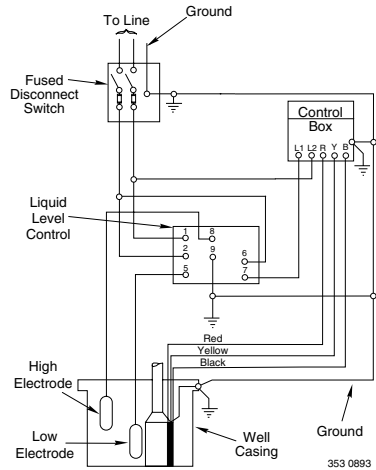 Ground
To Line
Fused
Disconnect
Switch
Control
Box
L1 L2 R Y B
Liquid
Level
Control
1
8
2
9
6
5
7
Red
Yellow
Black
High
Electrode
Low
Electrode
Well
Casing
Ground
353 0893